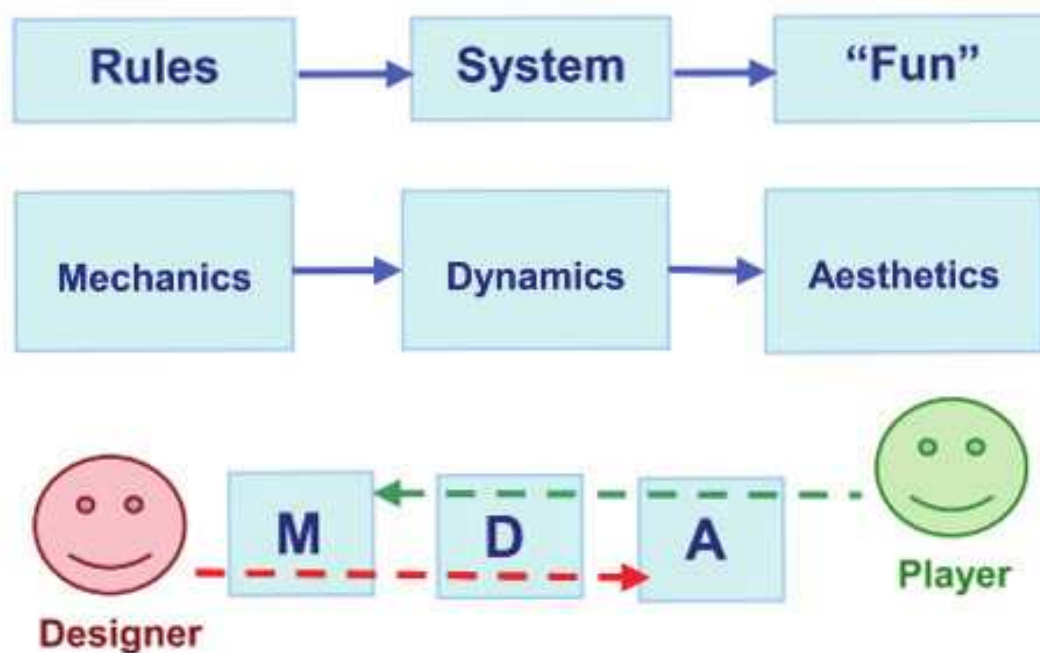 Rules
System
“Fun”
Mechanics
Dynamics
Aesthetics
M
D
A
Designer
Player